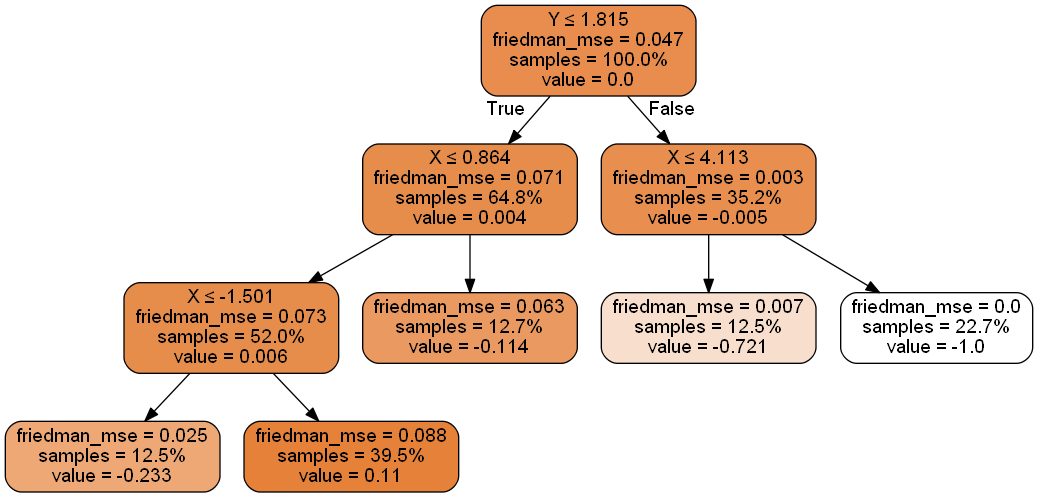 Y ≤ 1.815
friedman_mse = 0.047
samples = 100.0%
value = 0.0
True
False
X ≤ 0.864
friedman_mse = 0.071
samples = 64.8%
value = 0.004
X ≤ 4.113
friedman_mse = 0.003
samples = 35.2%
value = -0.005
X ≤ -1.501
friedman_mse = 0.073
samples = 52.0%
value = 0.006
friedman_mse = 0.063
samples = 12.7%
value = -0.114
friedman_mse = 0.007
samples = 12.5%
value = -0.721
friedman_mse = 0.0
samples = 22.7%
value = -1.0
friedman_mse = 0.025
samples = 12.5%
value = -0.233
friedman_mse = 0.088
samples = 39.5%
value = 0.11